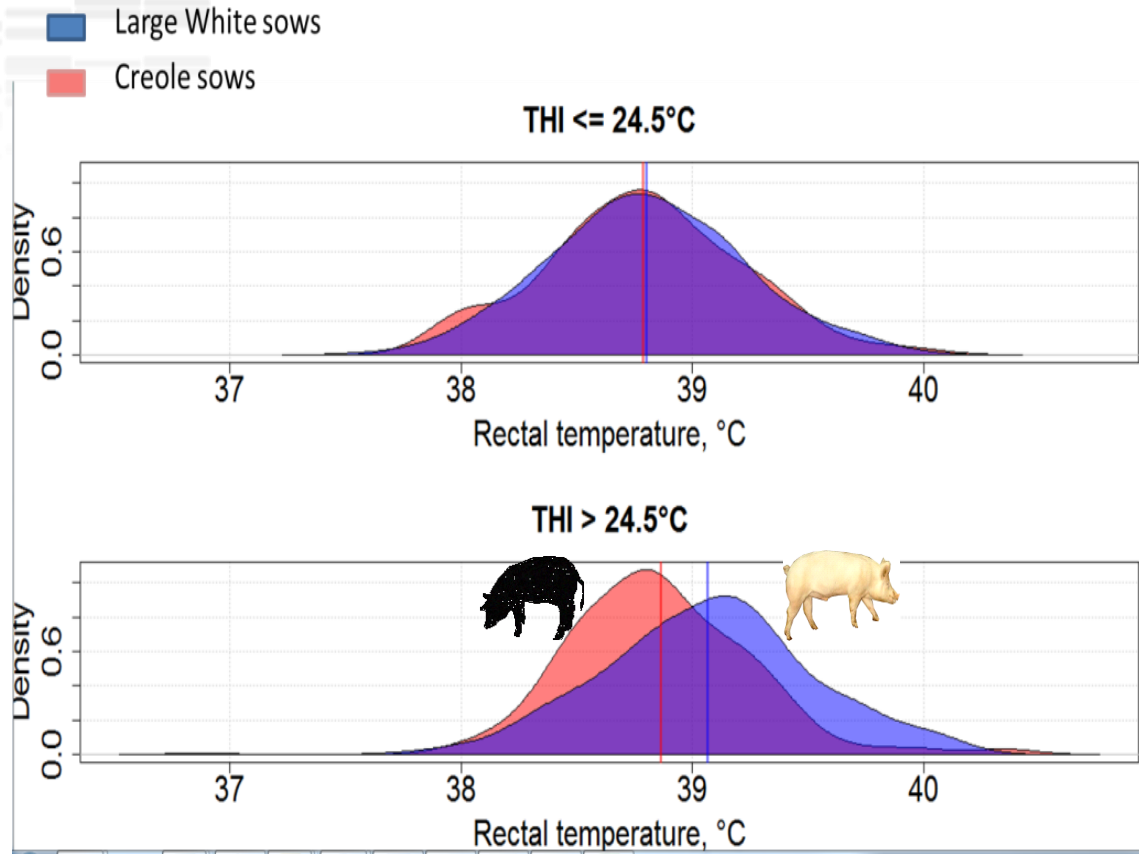 Large White sows
Creole sows
THI <= 24.5°C
Density
0.0
0.6
37
38
39
40
Rectal temperature, °C
THI > 24.5°C
Density
0.0
0.6
37
38
39
40
Rectal temperature, °C